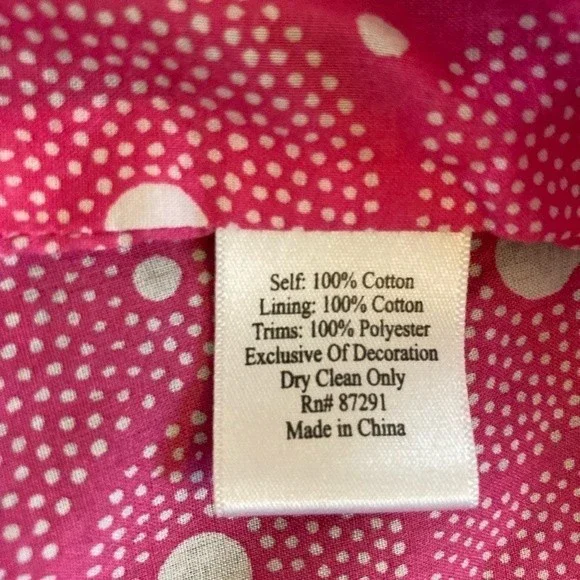 Self: 100% Cotton
Lining: 100% Cotton
Trims: 100% Polyester
Exclusive Of Decoration
Dry Clean Only
Rn# 87291
Made in China